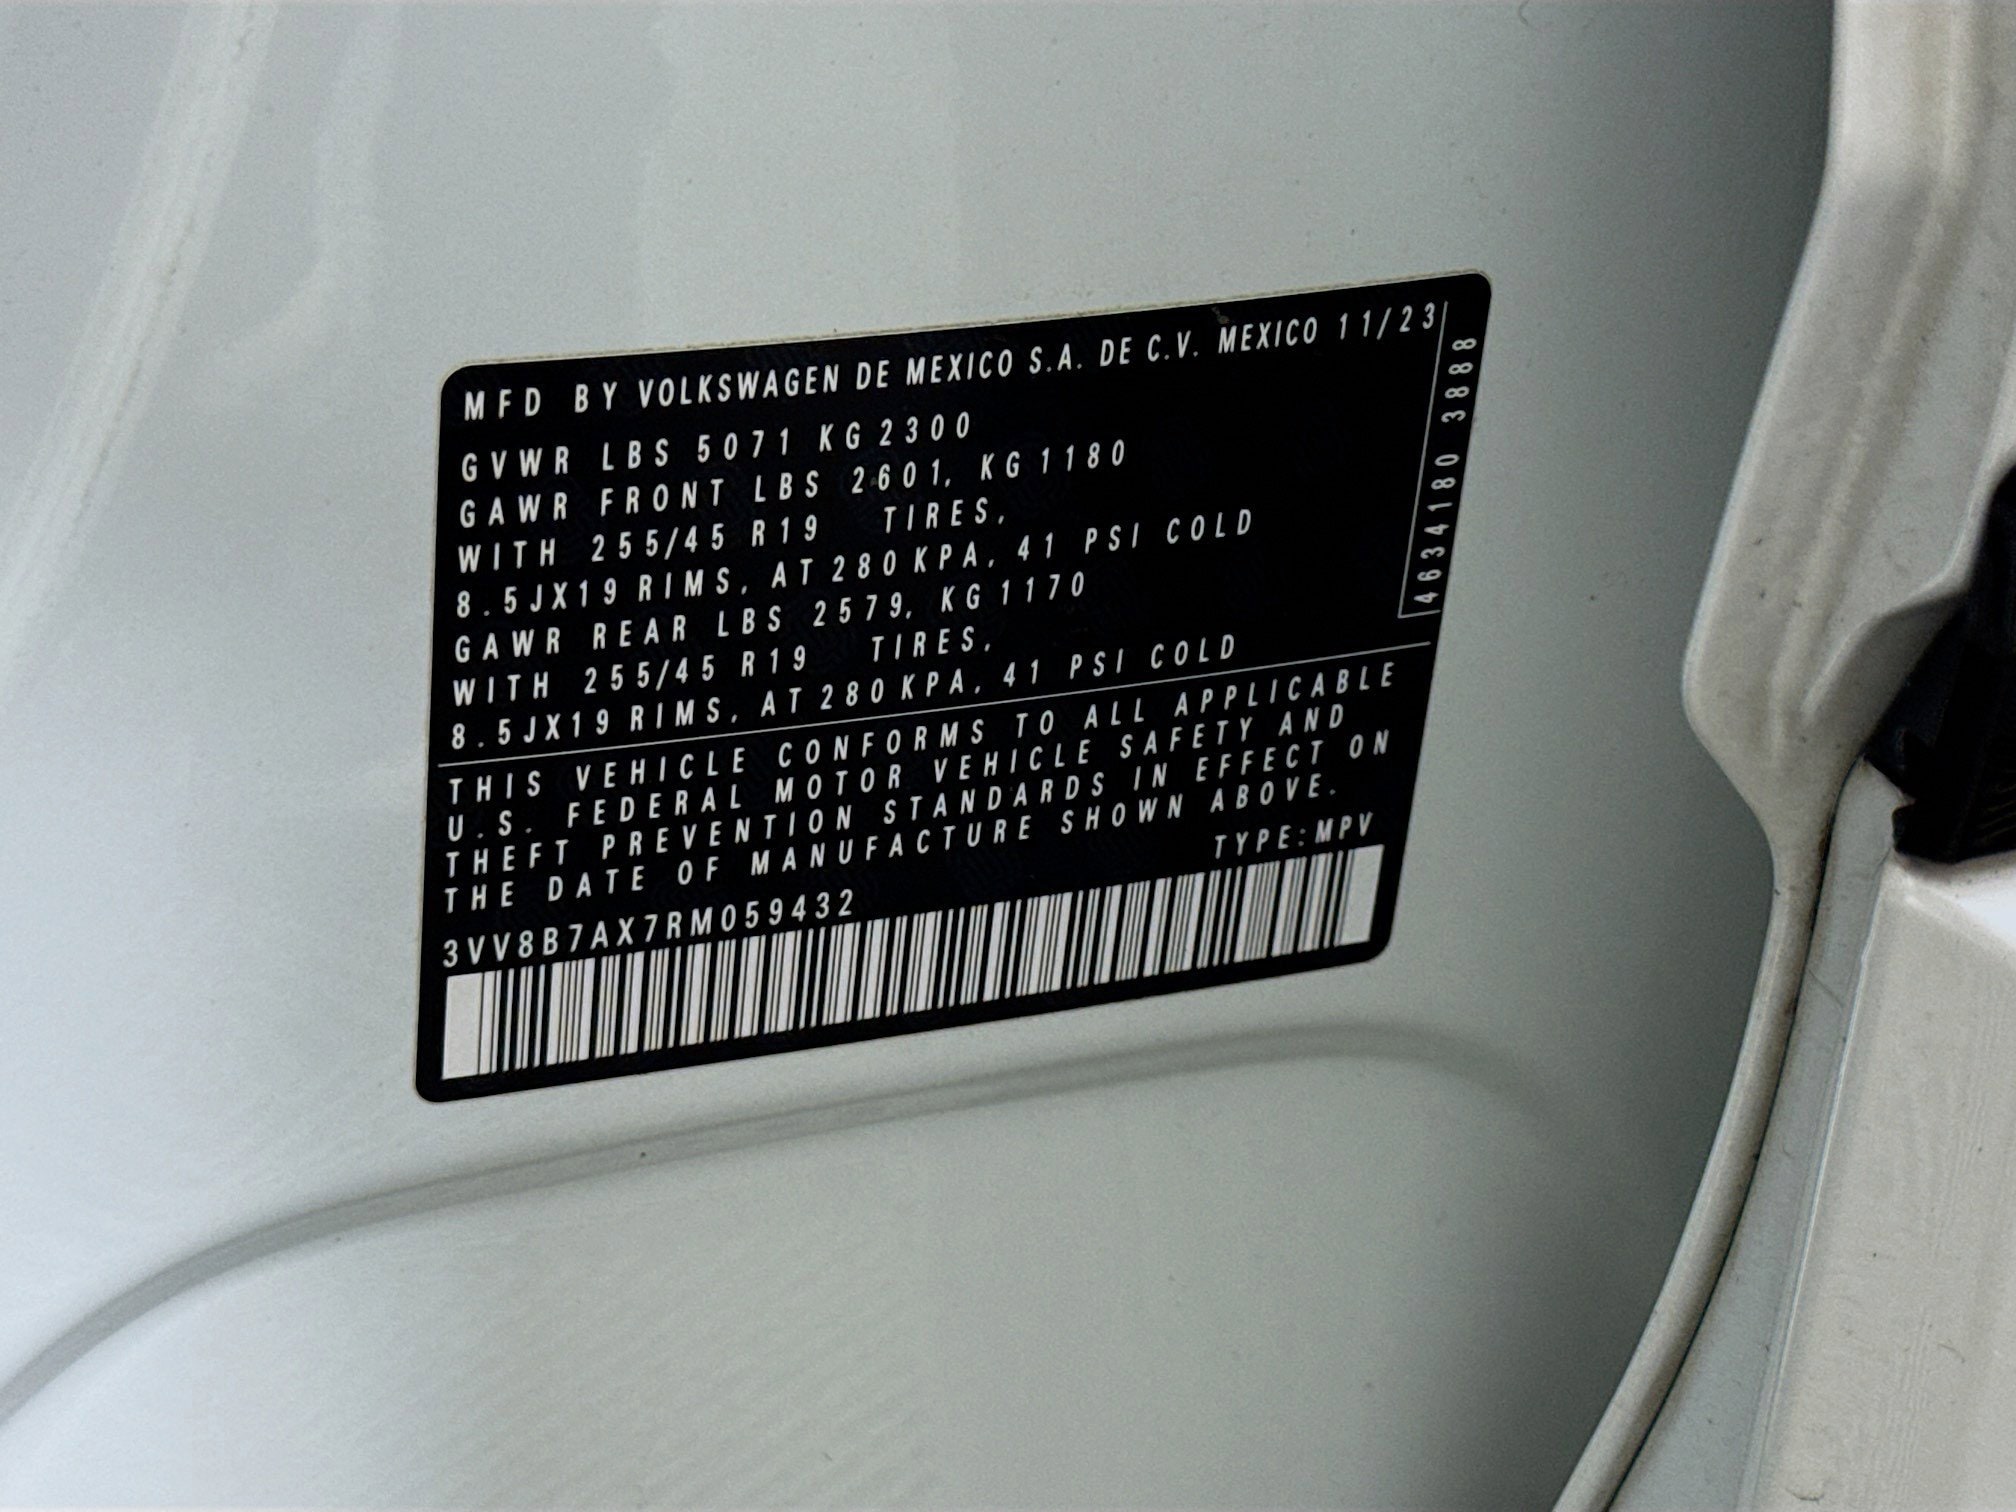 MFD BY VOLKSWAGEN DE MEXICO S.A. DE C.V. MEXICO 11/23
GVWR LBS 5071 KG 2300
GAWR FRONT LBS 2601, KG 1180
WITH 255/45 R19 TIRES,
8.5JX19 RIMS, AT 280 KPA, 41 PSI COLD
GAWR REAR LBS 2579, KG 1170
WITH 255/45 R19 TIRES,
8.5JX19 RIMS, AT 280 KPA, 41 PSI COLD
4634180 3888
THIS VEHICLE CONFORMS TO ALL APPLICABLE
U.S. FEDERAL MOTOR VEHICLE SAFETY AND
THEFT PREVENTION STANDARDS IN EFFECT ON
THE DATE OF MANUFACTURE SHOWN ABOVE.
TYPE:MPV
3VV8B7AX7RM059432